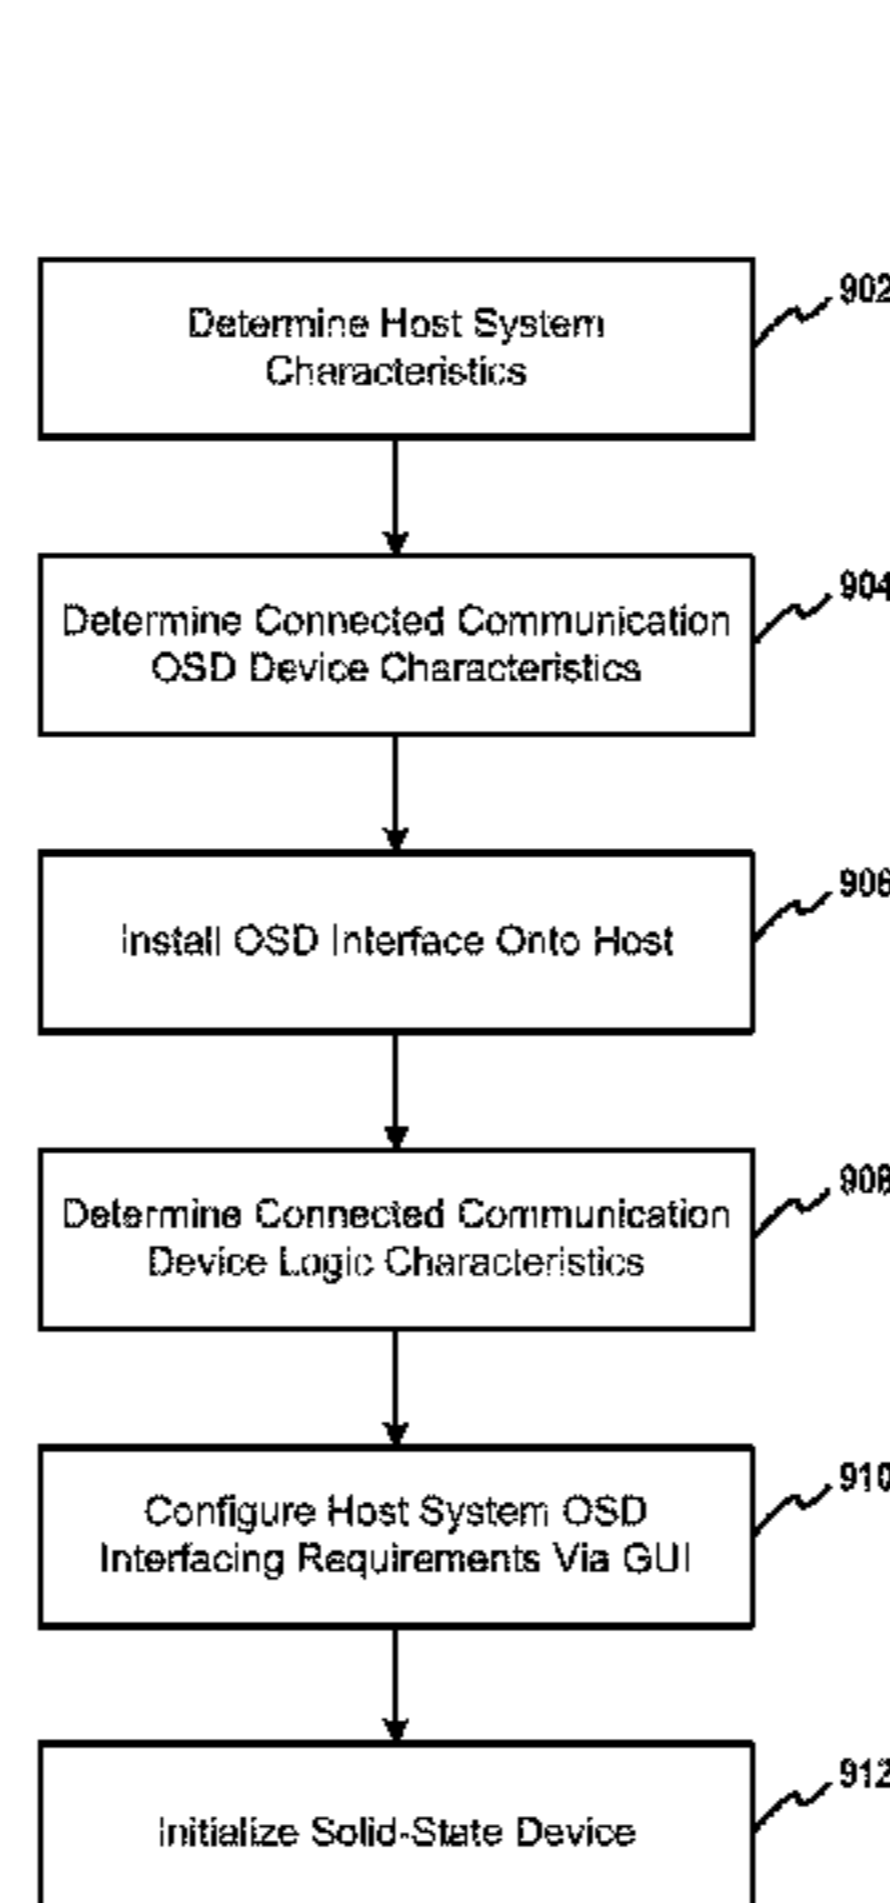 902
Determine Host System
Characteristics
904
Determine Connected Communication
OSD Device Characteristics
906
Install OSD Interface Onto Host
908
Determine Connected Communication
Device Logic Characteristics
910
Configure Host System OSD
Interfacing Requirements Via GUI
912
Initialize Solid-State Device